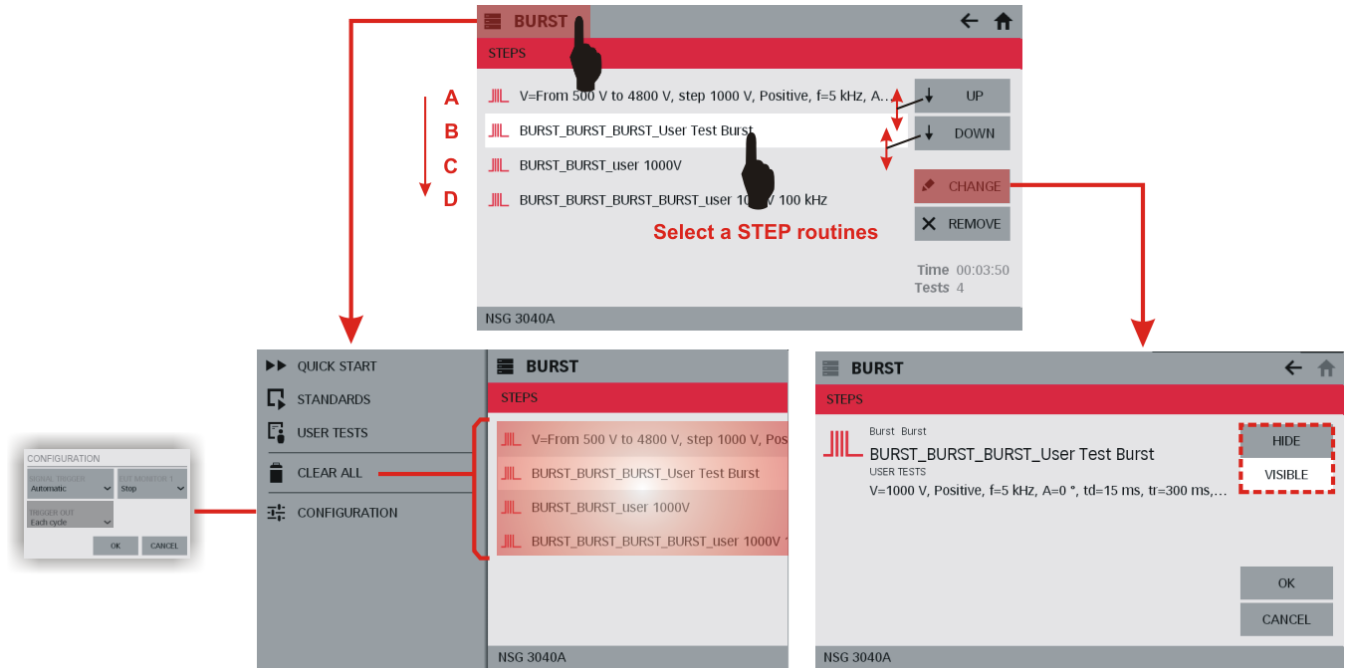 BURST
STEPS
A
V=From 500 V to 4800 V, step 1000 V, Positive, f=5 kHz, A...
UP
B
BURST_BURST_BURST_User Test Burst
DOWN
C
BURST_BURST_user 1000V
CHANGE
D
BURST_BURST_BURST_BURST_user 10 V 100 kHz
REMOVE
Select a STEP routines
Time 00:03:50
Tests 4
NSG 3040A
QUICK START
STANDARDS
USER TESTS
CLEAR ALL
CONFIGURATION
BURST
STEPS
V=From 500 V to 4800 V, step 1000 V, Pos
BURST_BURST_BURST_User Test Burst
BURST_BURST_user 1000V
BURST_BURST_BURST_BURST_user 1000V
NSG 3040A
CONFIGURATION
Automatic
Stop
TRIGGER OUT
Each cycle
OK
CANCEL
BURST
STEPS
Burst Burst
BURST_BURST_BURST_User Test Burst
USER TESTS
V=1000 V, Positive, f=5 kHz, A=0 °, td=15 ms, tr=300 ms,...
HIDE
VISIBLE
OK
CANCEL
NSG 3040A